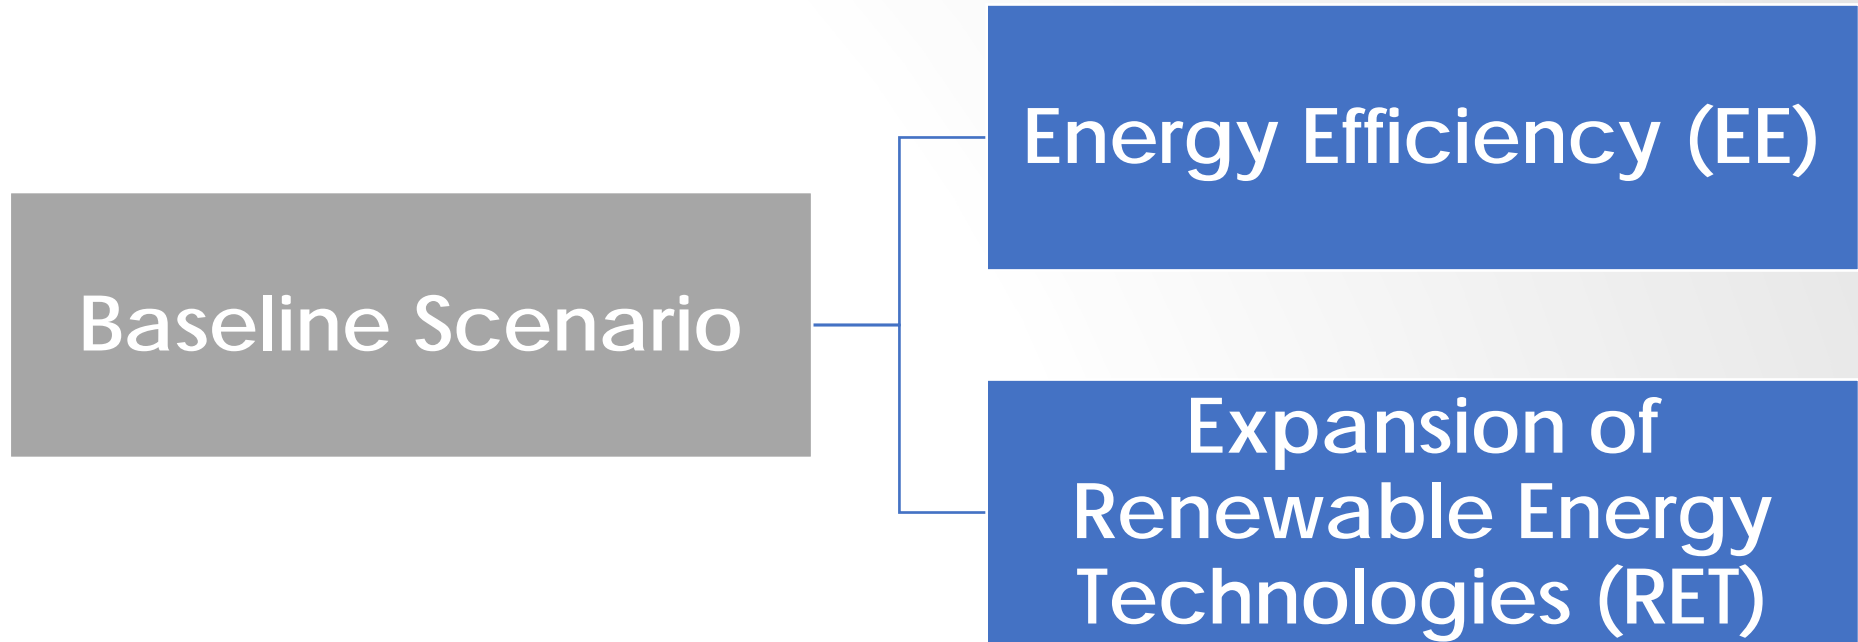 Energy Efficiency (EE)
Baseline Scenario
Expansion of
Renewable Energy
Technologies (RET)